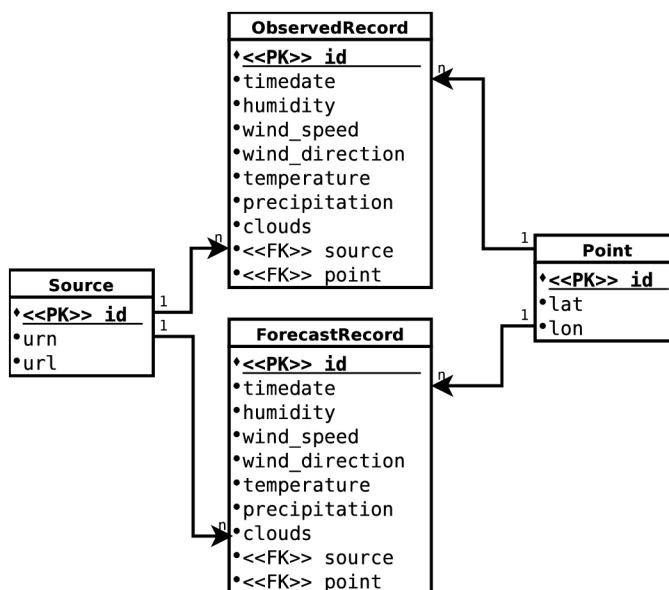 ObservedRecord
<<PK>> id
timedate
humidity
wind_speed
wind_direction
temperature
precipitation
clouds
<<FK>> source
<<FK>> point
n
n
Source
<<PK>> id
urn
url
1
1
Point
<<PK>> id
lat
lon
1
1
ForecastRecord
<<PK>> id
timedate
humidity
wind_speed
wind_direction
temperature
precipitation
clouds
<<FK>> source
<<FK>> point
n
n